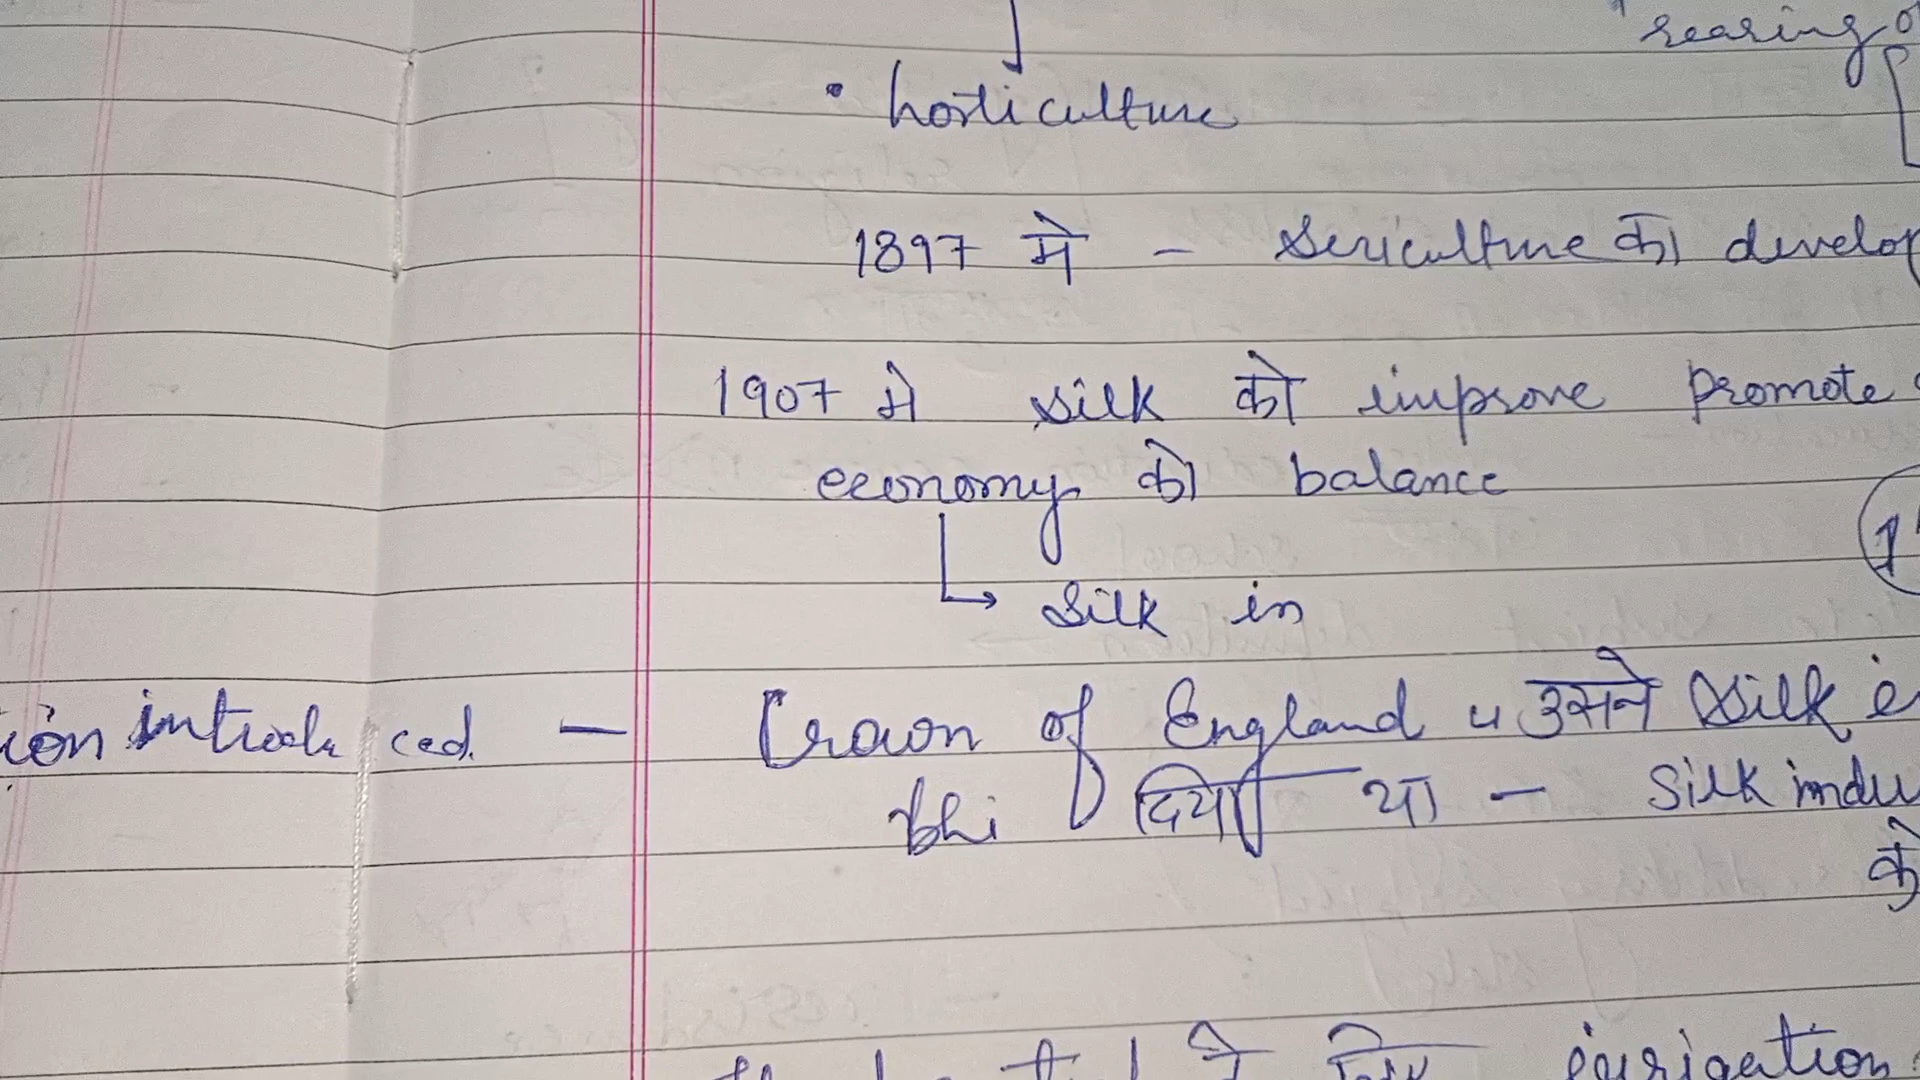 rearing
• horticulture
1897 मे - Sericulture का develop
1907 मे silk को improve promote
economy को balance
↳ Silk in
ion introduced. - Crown of England उसने Silk
bhi दिया था - Silk indu
के
irrigation